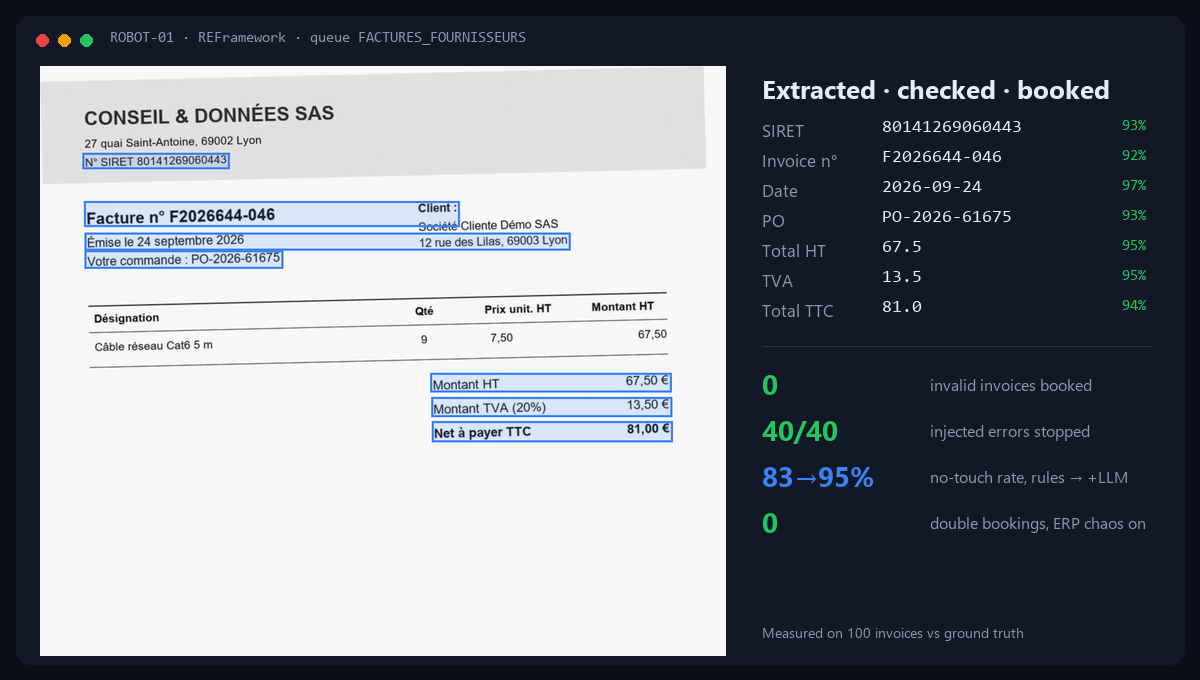 ROBOT-01 · REFramework · queue FACTURES_FOURNISSEURS
CONSEIL & DONNÉES SAS
27 quai Saint-Antoine, 69002 Lyon
N° SIRET 80141269060443
Facture n° F2026644-046
Émise le 24 septembre 2026
Votre commande : PO-2026-61675
Client :
Société Cliente Démo SAS
12 rue des Lilas, 69003 Lyon
Désignation Qté Prix unit. HT Montant HT
Câble réseau Cat6 5 m 9 7,50 67,50
Montant HT 67,50 €
Montant TVA (20%) 13,50 €
Net à payer TTC 81,00 €
Extracted · checked · booked
SIRET 80141269060443 93%
Invoice n° F2026644-046 92%
Date 2026-09-24 97%
PO PO-2026-61675 93%
Total HT 67.5 95%
TVA 13.5 95%
Total TTC 81.0 94%
0 invalid invoices booked
40/40 injected errors stopped
83→95% no-touch rate, rules → +LLM
0 double bookings, ERP chaos on
Measured on 100 invoices vs ground truth